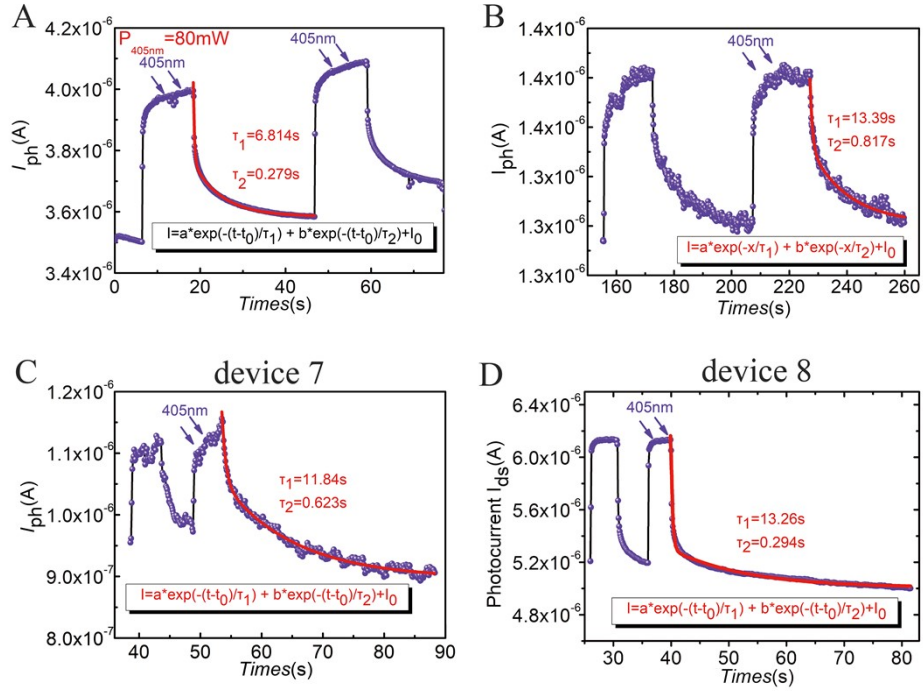 A
P405nm=80mW
405nm
405nm
τ1=6.814s
τ2=0.279s
I=a*exp(-(t-t0)/τ1) + b*exp(-(t-t0)/τ2)+I0
4.2x10-6
4.0x10-6
3.8x10-6
3.6x10-6
3.4x10-6
Iph(A)
0 20 40 60
Times(s)
B
405nm
τ1=13.39s
τ2=0.817s
I=a*exp(-x/τ1) + b*exp(-x/τ2)+I0
1.4x10-6
1.4x10-6
1.4x10-6
1.3x10-6
1.3x10-6
1.3x10-6
Iph(A)
160 180 200 220 240 260
Times(s)
C
device 7
405nm
τ1=11.84s
τ2=0.623s
I=a*exp(-(t-t0)/τ1) + b*exp(-(t-t0)/τ2)+I0
1.2x10-6
1.1x10-6
1.0x10-6
9.0x10-7
8.0x10-7
Iph(A)
40 50 60 70 80 90
Times(s)
D
device 8
405nm
τ1=13.26s
τ2=0.294s
I=a*exp(-(t-t0)/τ1) + b*exp(-(t-t0)/τ2)+I0
6.4x10-6
6.0x10-6
5.6x10-6
5.2x10-6
4.8x10-6
Photocurrent Ids(A)
30 40 50 60 70 80
Times(s)